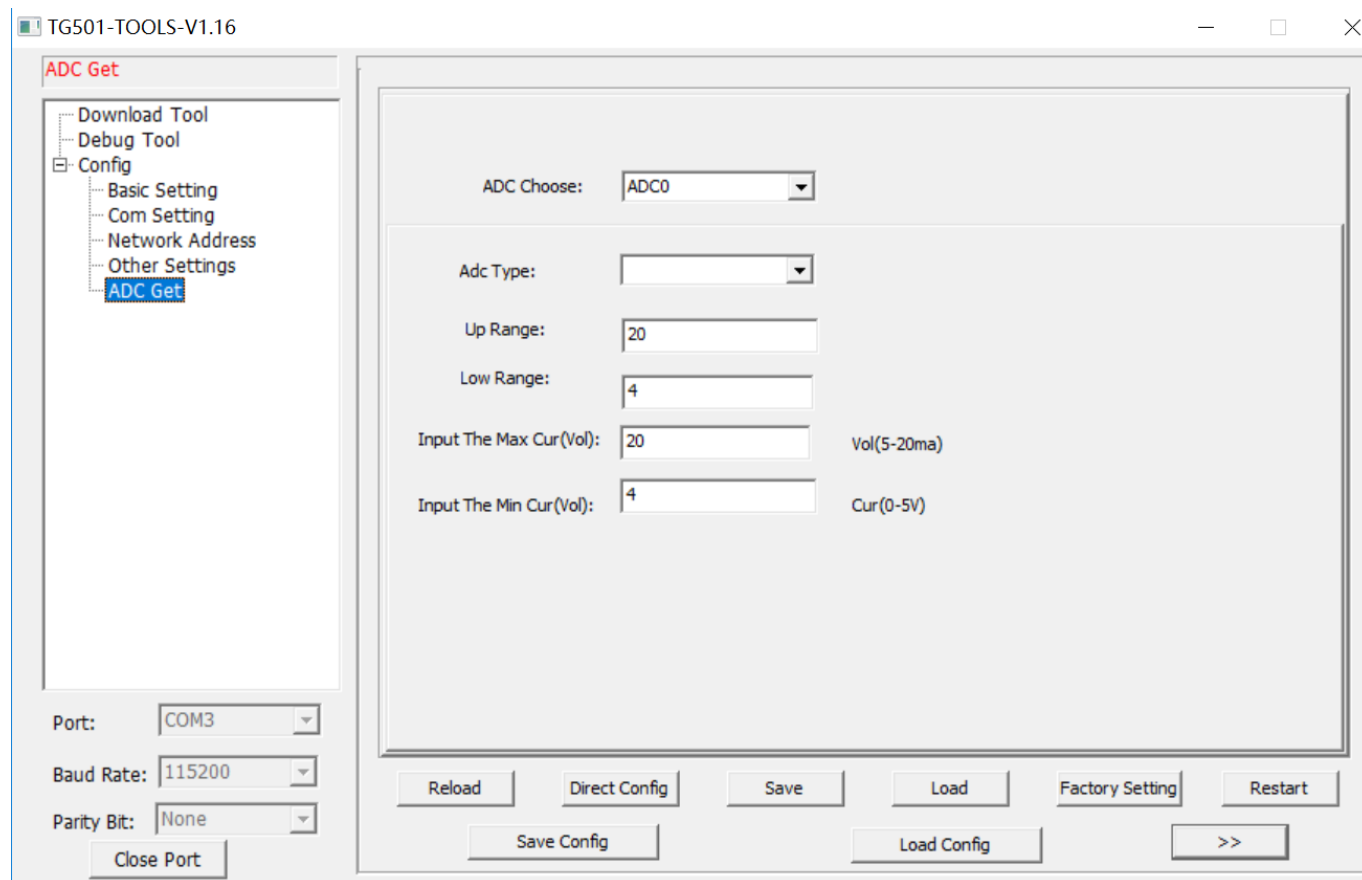 TG501-TOOLS-V1.16
ADC Get
Download Tool
Debug Tool
Config
Basic Setting
Com Setting
Network Address
Other Settings
ADC Get
Port: COM3
Baud Rate: 115200
Parity Bit: None
Close Port
ADC Choose: ADC0
Adc Type:
Up Range: 20
Low Range: 4
Input The Max Cur(Vol): 20 Vol(5-20ma)
Input The Min Cur(Vol): 4 Cur(0-5V)
Reload Direct Config Save Load Factory Setting Restart
Save Config Load Config >>